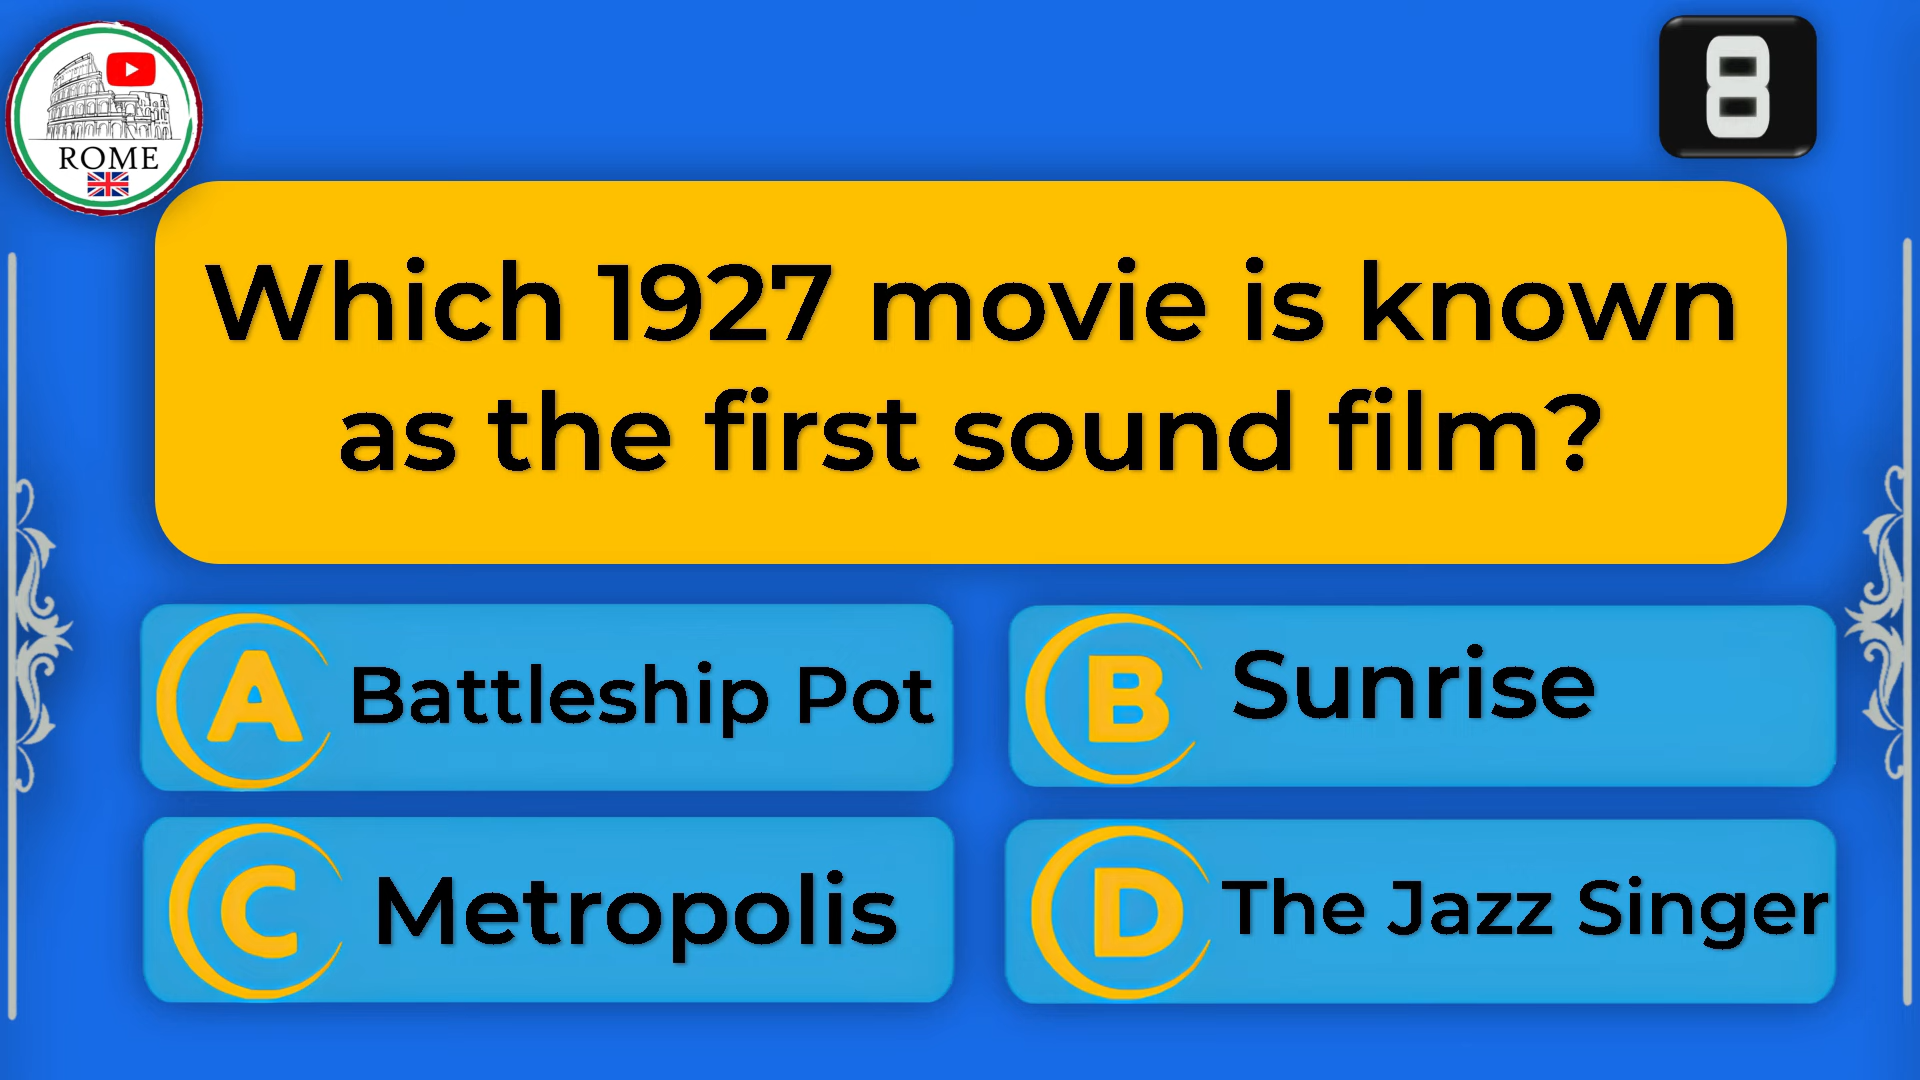 ROME
8
Which 1927 movie is known
as the first sound film?
A Battleship Pot
B Sunrise
C Metropolis
D The Jazz Singer